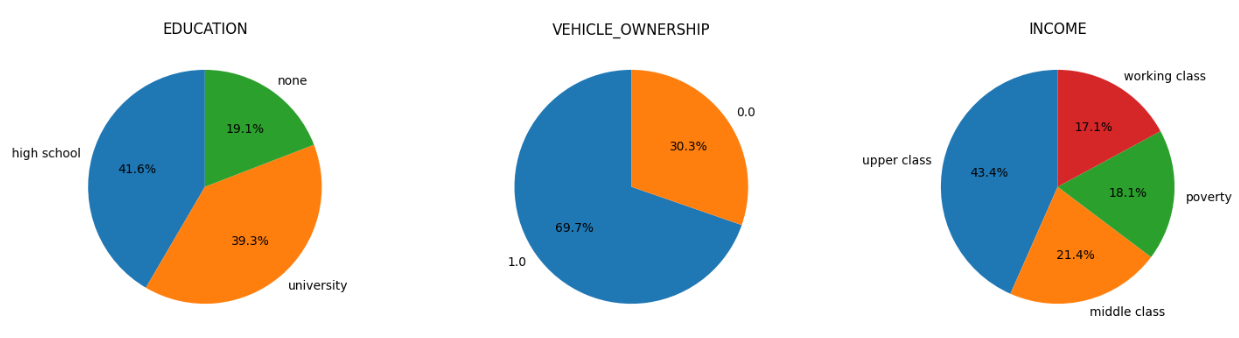 EDUCATION
none
19.1%
high school
41.6%
39.3%
university
VEHICLE_OWNERSHIP
0.0
30.3%
69.7%
1.0
INCOME
working class
17.1%
upper class
43.4%
18.1%
poverty
21.4%
middle class